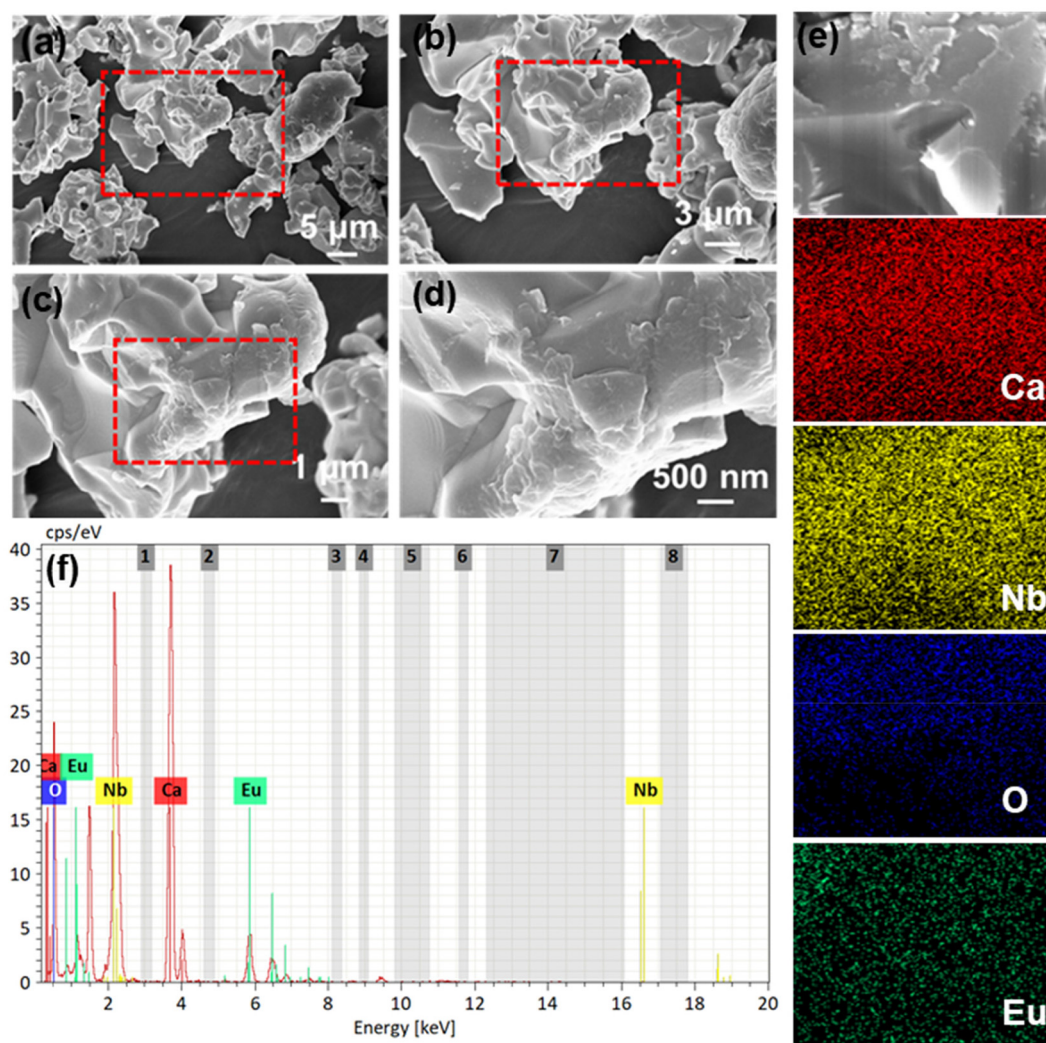 (a)
5 μm
(b)
3 μm
(c)
1 μm
(d)
500 nm
(e)
Ca
Nb
O
Eu
cps/eV
(f)
1 2 3 4 5 6 7 8
40
35
30
25
20
15
10
5
0
Ca Eu
O Nb Ca Eu Nb
2 4 6 8 10 12 14 16 18 20
Energy [keV]